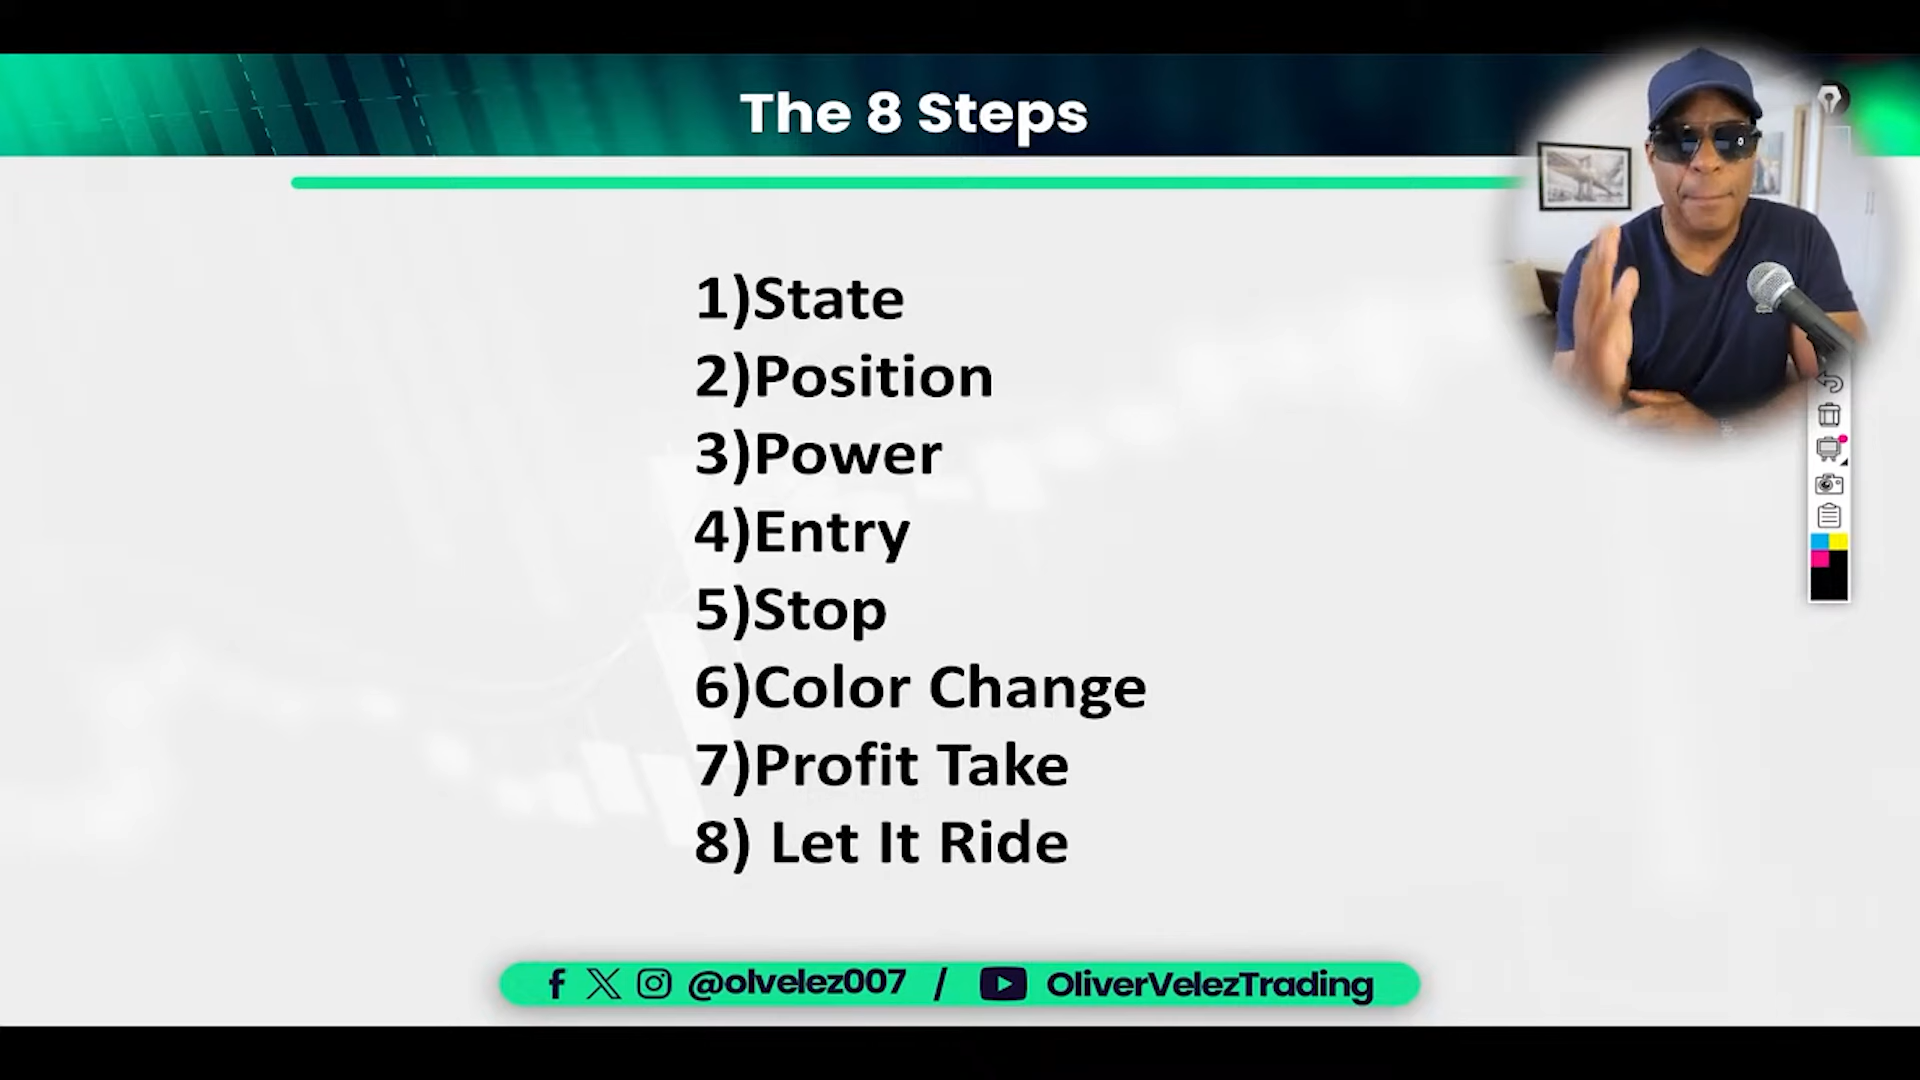 The 8 Steps
1)State
2)Position
3)Power
4)Entry
5)Stop
6)Color Change
7)Profit Take
8) Let It Ride
@olvelez007 / OliverVelezTrading